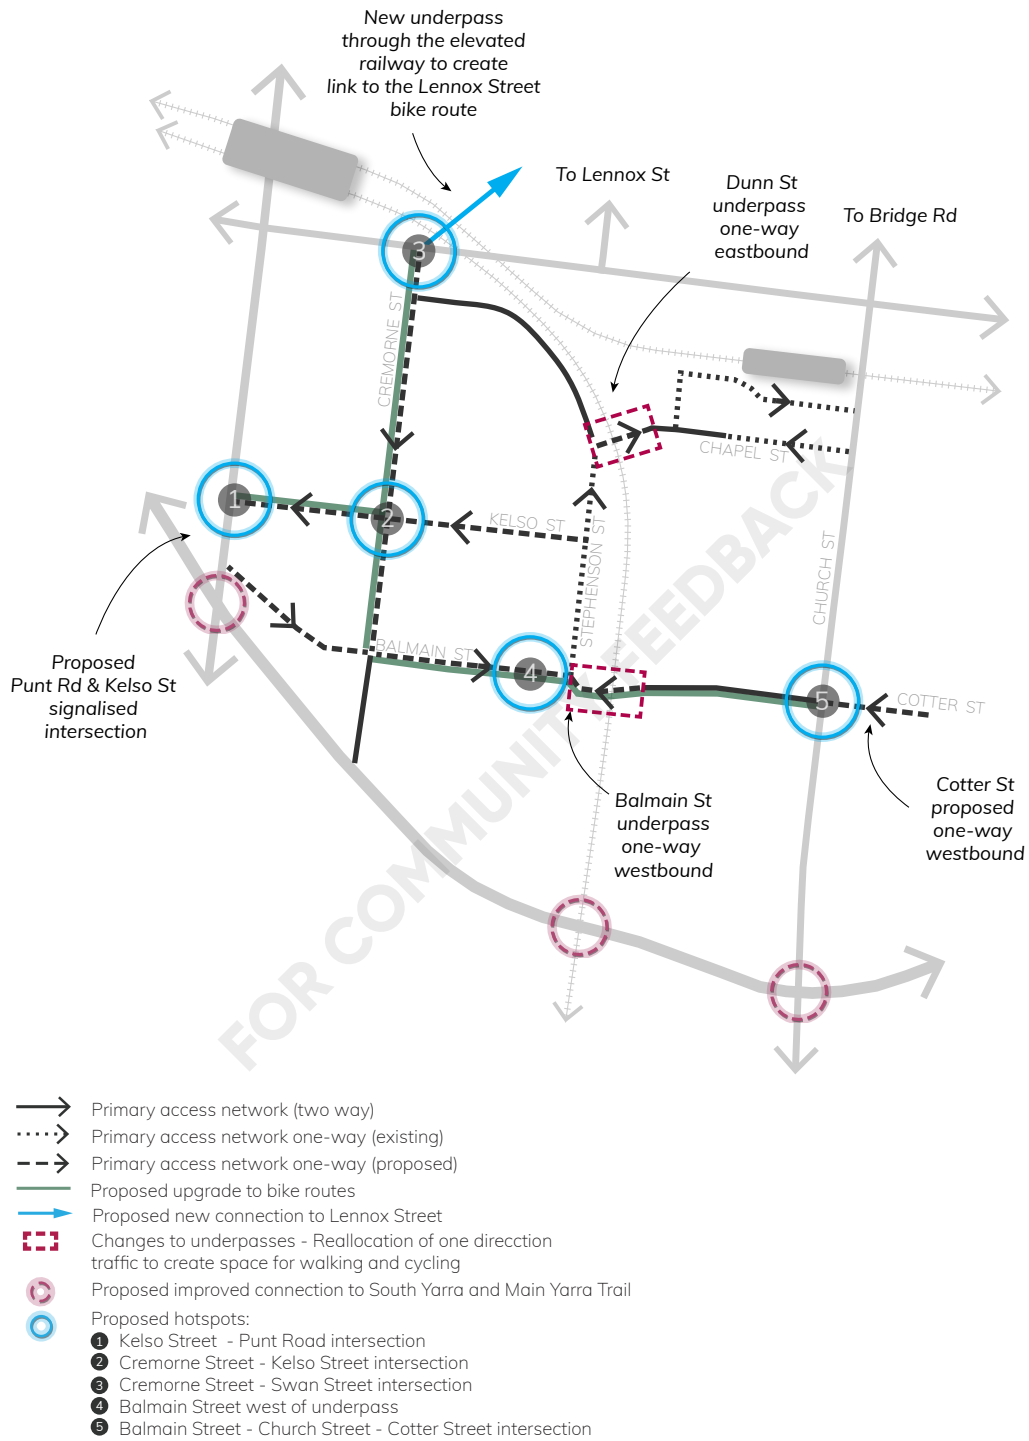 New underpass
through the elevated
railway to create
link to the Lennox Street
bike route
To Lennox St
Dunn St
underpass
one-way
eastbound
To Bridge Rd
3
CREMORNE ST
CHAPEL ST
1
2
KELSO ST
STEPHENSON ST
CHURCH ST
BALMAIN ST
4
5
COTTER ST
Proposed
Punt Rd & Kelso St
signalised
intersection
Balmain St
underpass
one-way
westbound
Cotter St
proposed
one-way
westbound
FOR COMMUNITY FEEDBACK
Primary access network (two way)
Primary access network one-way (existing)
Primary access network one-way (proposed)
Proposed upgrade to bike routes
Proposed new connection to Lennox Street
Changes to underpasses - Reallocation of one direcction
traffic to create space for walking and cycling
Proposed improved connection to South Yarra and Main Yarra Trail
Proposed hotspots:
1 Kelso Street - Punt Road intersection
2 Cremorne Street - Kelso Street intersection
3 Cremorne Street - Swan Street intersection
4 Balmain Street west of underpass
5 Balmain Street - Church Street - Cotter Street intersection